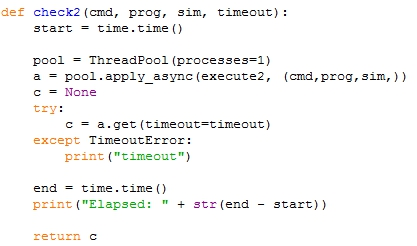 def check2(cmd, prog, sim, timeout):
    start = time.time()

    pool = ThreadPool(processes=1)
    a = pool.apply_async(execute2, (cmd,prog,sim,))
    c = None
    try:
        c = a.get(timeout=timeout)
    except TimeoutError:
        print("timeout")

    end = time.time()
    print("Elapsed: " + str(end - start))

    return c